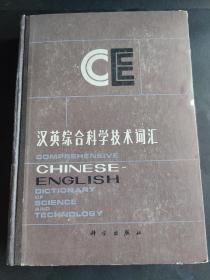 CE
汉英综合科学技术词汇
COMPREHENSIVE
CHINESE-
ENGLISH
DICTIONARY
OF
SCIENCE
AND
TECHNOLOGY
科学出版社